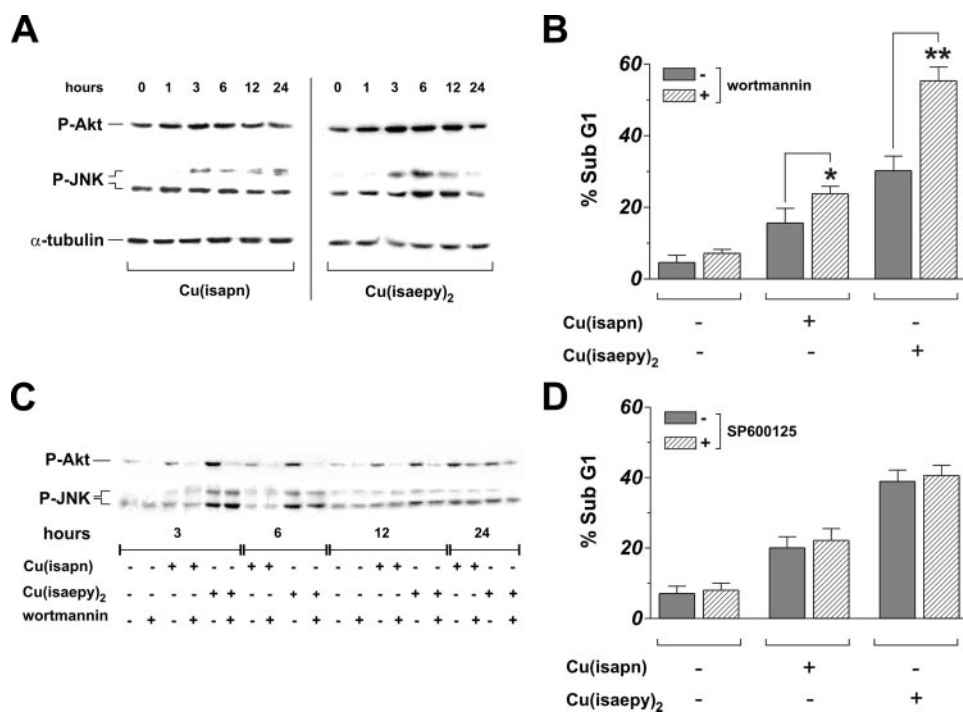 A
hours 0 1 3 6 12 24 0 1 3 6 12 24
P-Akt
P-JNK
α-tubulin
Cu(isapn) Cu(isaepy)2
B
60
40
20
0
% Sub G1
-
+
wortmannin
*
**
Cu(isapn) - + -
Cu(isaepy)2 - - +
C
P-Akt
P-JNK
hours 3 6 12 24
Cu(isapn) - - + + - - + + - - - - + + - - + + - -
Cu(isaepy)2 - - - - + + - - + + - - - - + + - - + +
wortmannin - + - + - + - + - + - + - + - + - + - +
D
60
40
20
0
% Sub G1
-
+
SP600125
Cu(isapn) - + -
Cu(isaepy)2 - - +